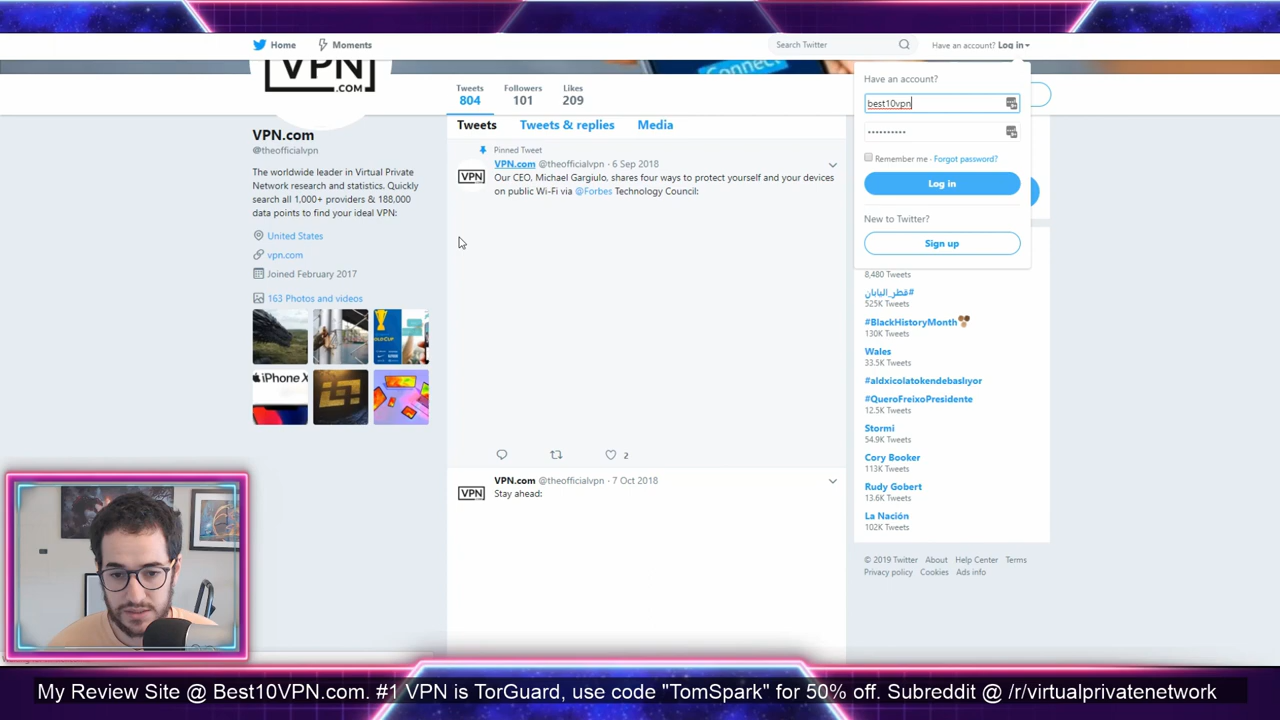 Home
Moments
Search Twitter
Have an account? Log in
Connect
VPN
.COM
Tweets
804
Followers
101
Likes
209
Have an account?
best10vpn
••••••••••
Remember me · Forgot password?
Log in
New to Twitter?
Sign up
VPN.com
@theofficialvpn
The worldwide leader in Virtual Private
Network research and statistics. Quickly
search all 1,000+ providers & 188,000
data points to find your ideal VPN:
United States
vpn.com
Joined February 2017
163 Photos and videos
iPhone X
Tweets
Tweets & replies
Media
Pinned Tweet
VPN
VPN.com @theofficialvpn · 6 Sep 2018
Our CEO, Michael Gargiulo, shares four ways to protect yourself and your devices
on public Wi-Fi via @Forbes Technology Council:
2
VPN
VPN.com @theofficialvpn · 7 Oct 2018
Stay ahead:
8,480 Tweets
#قطر_اليابان
525K Tweets
#BlackHistoryMonth
130K Tweets
Wales
33.5K Tweets
#aldxicolatokendebaslıyor
#QueroFreixoPresidente
12.5K Tweets
Stormi
54.9K Tweets
Cory Booker
113K Tweets
Rudy Gobert
13.6K Tweets
La Nación
102K Tweets
© 2019 Twitter About Help Center Terms
Privacy policy Cookies Ads info
My Review Site @ Best10VPN.com. #1 VPN is TorGuard, use code "TomSpark" for 50% off. Subreddit @ /r/virtualprivatenetwork